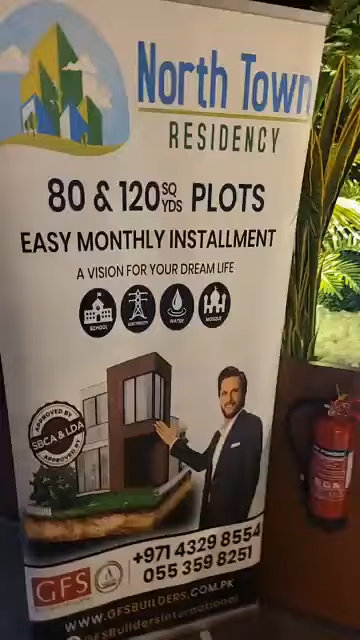 North Town
RESIDENCY
80 & 120 SQ YDS PLOTS
EASY MONTHLY INSTALLMENT
A VISION FOR YOUR DREAM LIFE
SCHOOL ELECTRICITY WATER MOSQUE
APPROVED BY
SBCA & LDA
APPROVED BY
+971 4329 8554
055 359 8251
GFS
WWW.GFSBUILDERS.COM.PK
GFSBuildersInternational